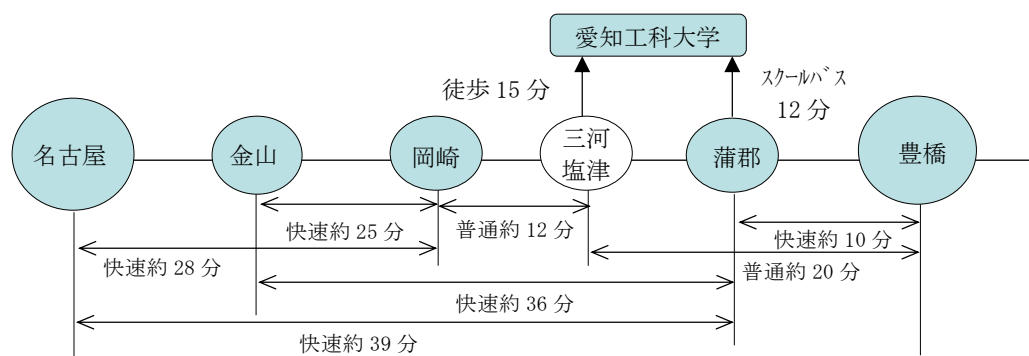 愛知工科大学
徒歩 15 分
スクールバス
12 分
名古屋
金山
岡崎
三河
塩津
蒲郡
豊橋
快速約 25 分
普通約 12 分
快速約 10 分
快速約 28 分
普通約 20 分
快速約 36 分
快速約 39 分